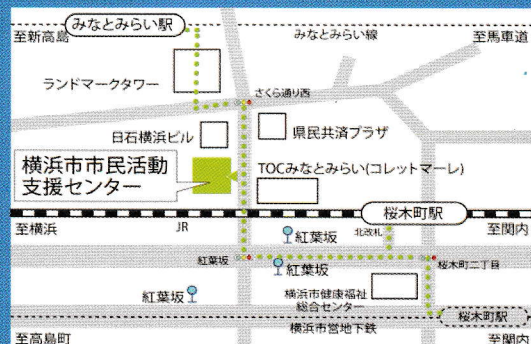 みなとみらい駅
至新高島
みなとみらい線
至馬車道
ランドマークタワー
さくら通り西
日石横浜ビル
県民共済プラザ
横浜市市民活動
支援センター
TOCみなとみらい(コレットマーレ)
桜木町駅
至横浜
JR
北改札
至関内
紅葉坂
紅葉坂
紅葉坂
桜木町二丁目
紅葉坂
横浜市健康福祉
総合センター
桜木町駅
横浜市営地下鉄
至高島町
至関内